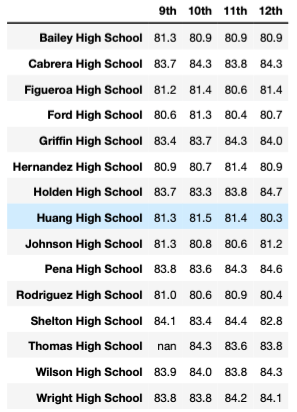 9th 10th 11th 12th
Bailey High School 81.3 80.9 80.9 80.9
Cabrera High School 83.7 84.3 83.8 84.3
Figueroa High School 81.2 81.4 80.6 81.4
Ford High School 80.6 81.3 80.4 80.7
Griffin High School 83.4 83.7 84.3 84.0
Hernandez High School 80.9 80.7 81.4 80.9
Holden High School 83.7 83.3 83.8 84.7
Huang High School 81.3 81.5 81.4 80.3
Johnson High School 81.3 80.8 80.6 81.2
Pena High School 83.8 83.6 84.3 84.6
Rodriguez High School 81.0 80.6 80.9 80.4
Shelton High School 84.1 83.4 84.4 82.8
Thomas High School nan 84.3 83.6 83.8
Wilson High School 83.9 84.0 83.8 84.3
Wright High School 83.8 83.8 84.2 84.1